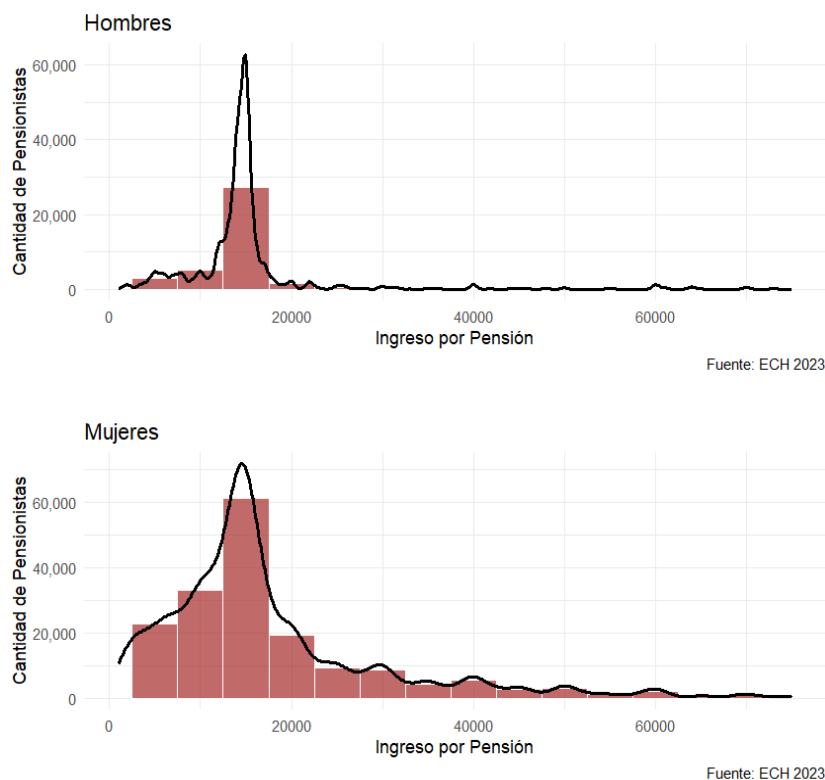 Hombres
60,000
40,000
20,000
0
Cantidad de Pensionistas
0 20000 40000 60000
Ingreso por Pensión
Fuente: ECH 2023
Mujeres
60,000
40,000
20,000
0
Cantidad de Pensionistas
0 20000 40000 60000
Ingreso por Pensión
Fuente: ECH 2023